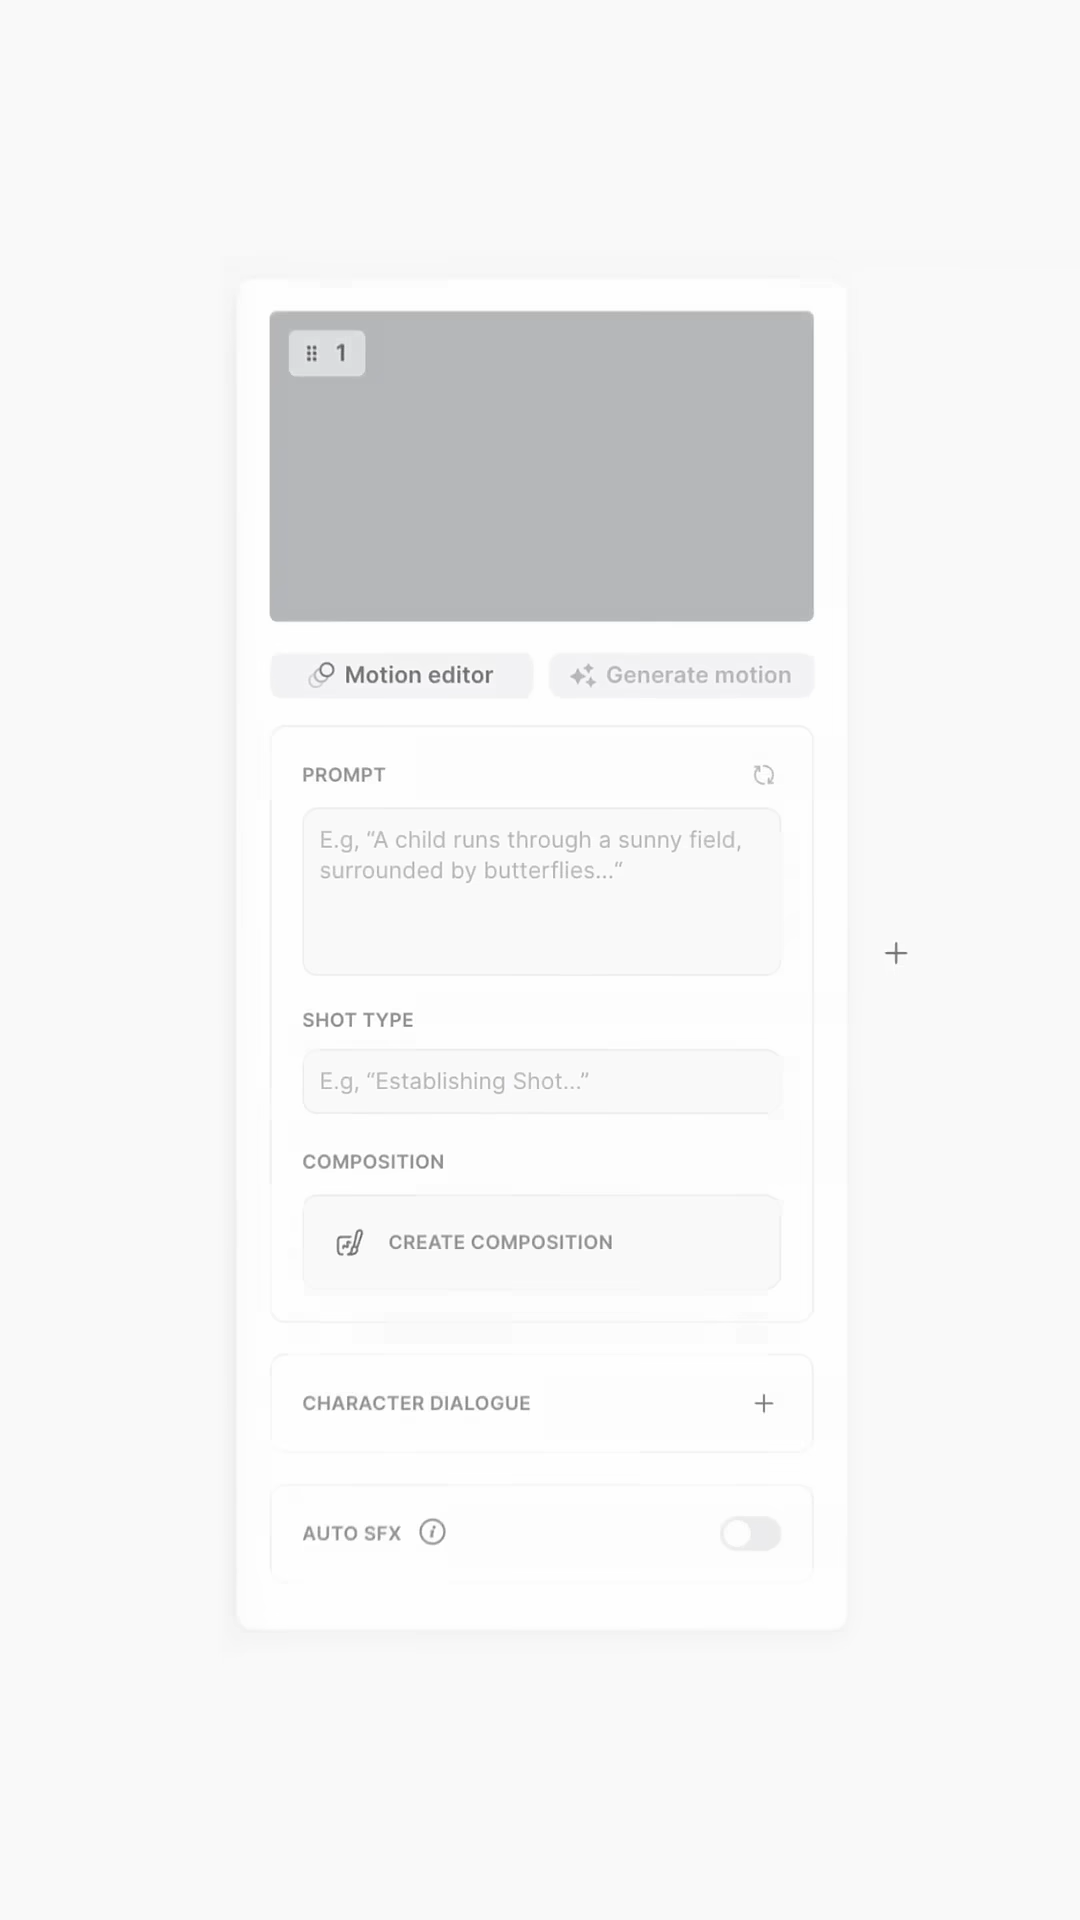 1
Motion editor
Generate motion
PROMPT
E.g, “A child runs through a sunny field,
surrounded by butterflies...“
SHOT TYPE
E.g, “Establishing Shot...”
COMPOSITION
CREATE COMPOSITION
CHARACTER DIALOGUE
AUTO SFX